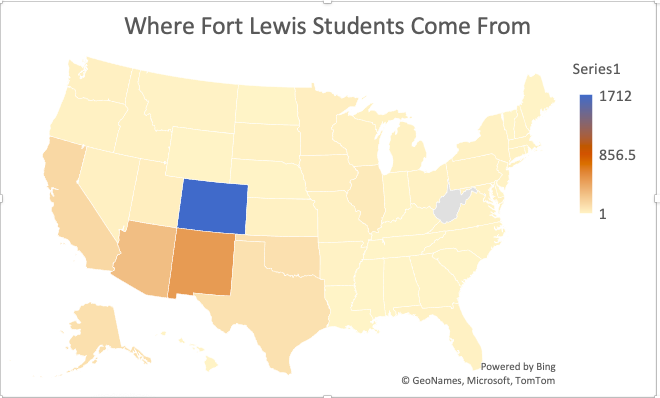 Where Fort Lewis Students Come From
Series1
1712
856.5
1
Powered by Bing
© GeoNames, Microsoft, TomTom